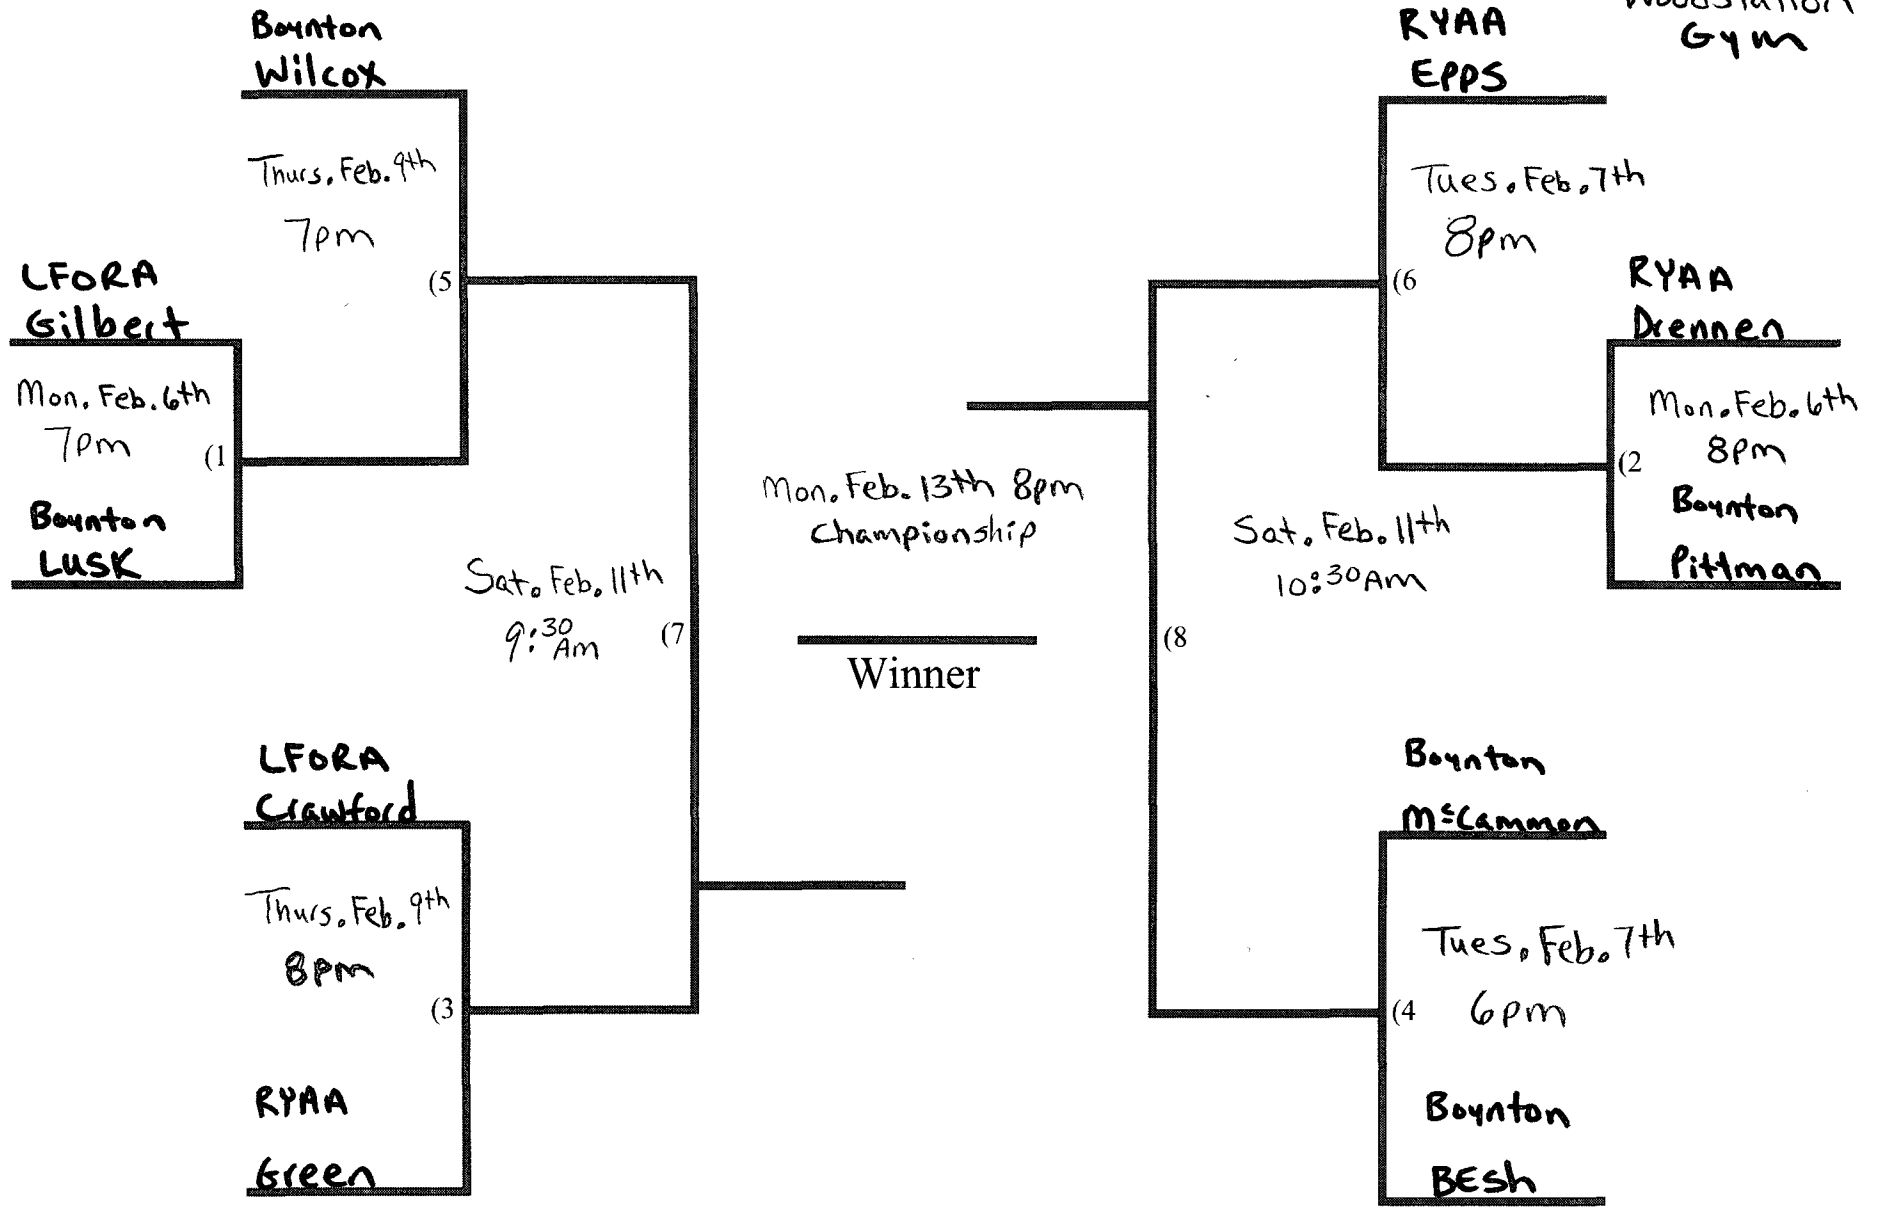 Boynton
Wilcox
Thurs. Feb. 9th
7pm
(5
LFORA
Gilbert
Mon. Feb. 6th
7pm
(1
Boynton
LUSK
Sat. Feb. 11th
9:30
Am
(7
LFORA
Crawford
Thurs. Feb. 9th
8pm
(3
RYAA
Green
Mon. Feb. 13th 8pm
Championship
Winner
Gym
RYAA
EPPS
Tues. Feb. 7th
8pm
(6
RYAA
Drennen
Mon. Feb. 6th
8pm
(2
Boynton
Pittman
Sat. Feb. 11th
10:30 AM
(8
Boynton
McCammon
Tues. Feb. 7th
6pm
(4
Boynton
BEsh